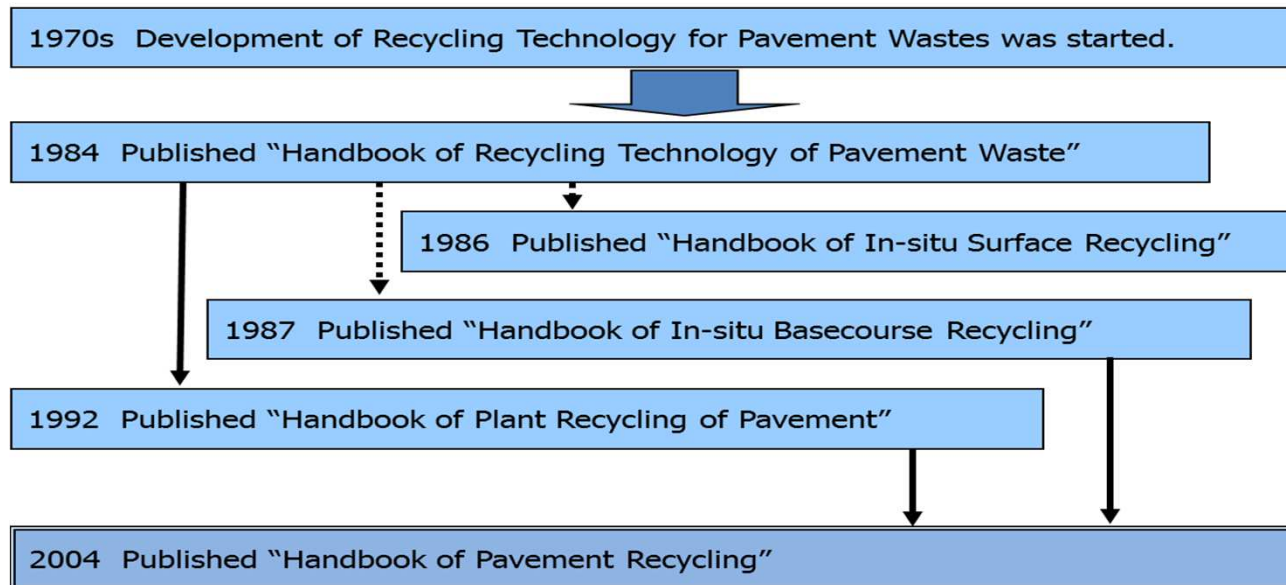 1970s Development of Recycling Technology for Pavement Wastes was started.
1984 Published “Handbook of Recycling Technology of Pavement Waste”
1986 Published “Handbook of In-situ Surface Recycling”
1987 Published “Handbook of In-situ Basecourse Recycling”
1992 Published “Handbook of Plant Recycling of Pavement”
2004 Published “Handbook of Pavement Recycling”